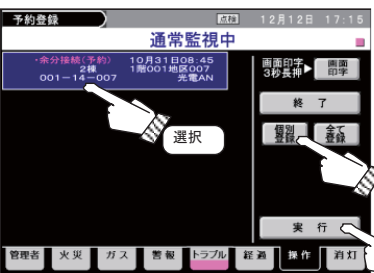 予約登録
点検
12月12日 17:15
通常監視中
・余分接続(予約) 10月31日08:45
2棟 1階001地区007
001-14-007 光電AN
画面印字▶ 画面
3秒長押 印字
選択
終 了
個別 全て
登録 登録
実 行
管理者 火災 ガス 警報 トラブル 経過 操作 消灯